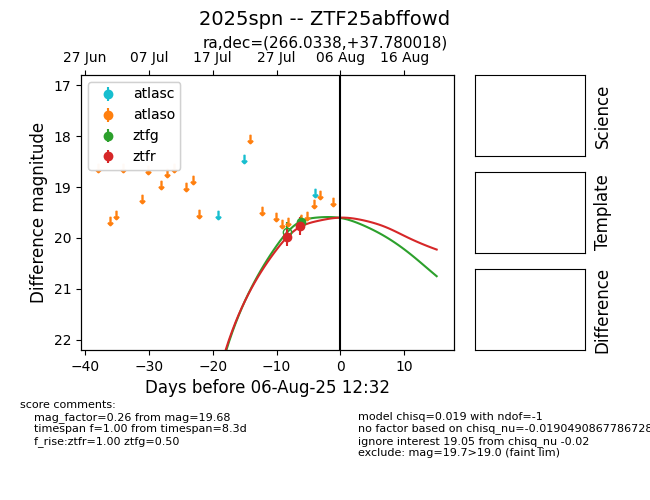 2025spn -- ZTF25abffowd
ra,dec=(266.0338,+37.780018)
27 Jun 07 Jul 17 Jul 27 Jul 06 Aug 16 Aug
atlasc
atlaso
ztfg
ztfr
17
18
19
20
21
22
Difference magnitude
−40 −30 −20 −10 0 10
Days before 06-Aug-25 12:32
Science
Template
Difference
score comments:
mag_factor=0.26 from mag=19.68
timespan f=1.00 from timespan=8.3d
f_rise:ztfr=1.00 ztfg=0.50
model chisq=0.019 with ndof=-1
no factor based on chisq_nu=-0.0190490867786728
ignore interest 19.05 from chisq_nu -0.02
exclude: mag=19.7>19.0 (faint lim)